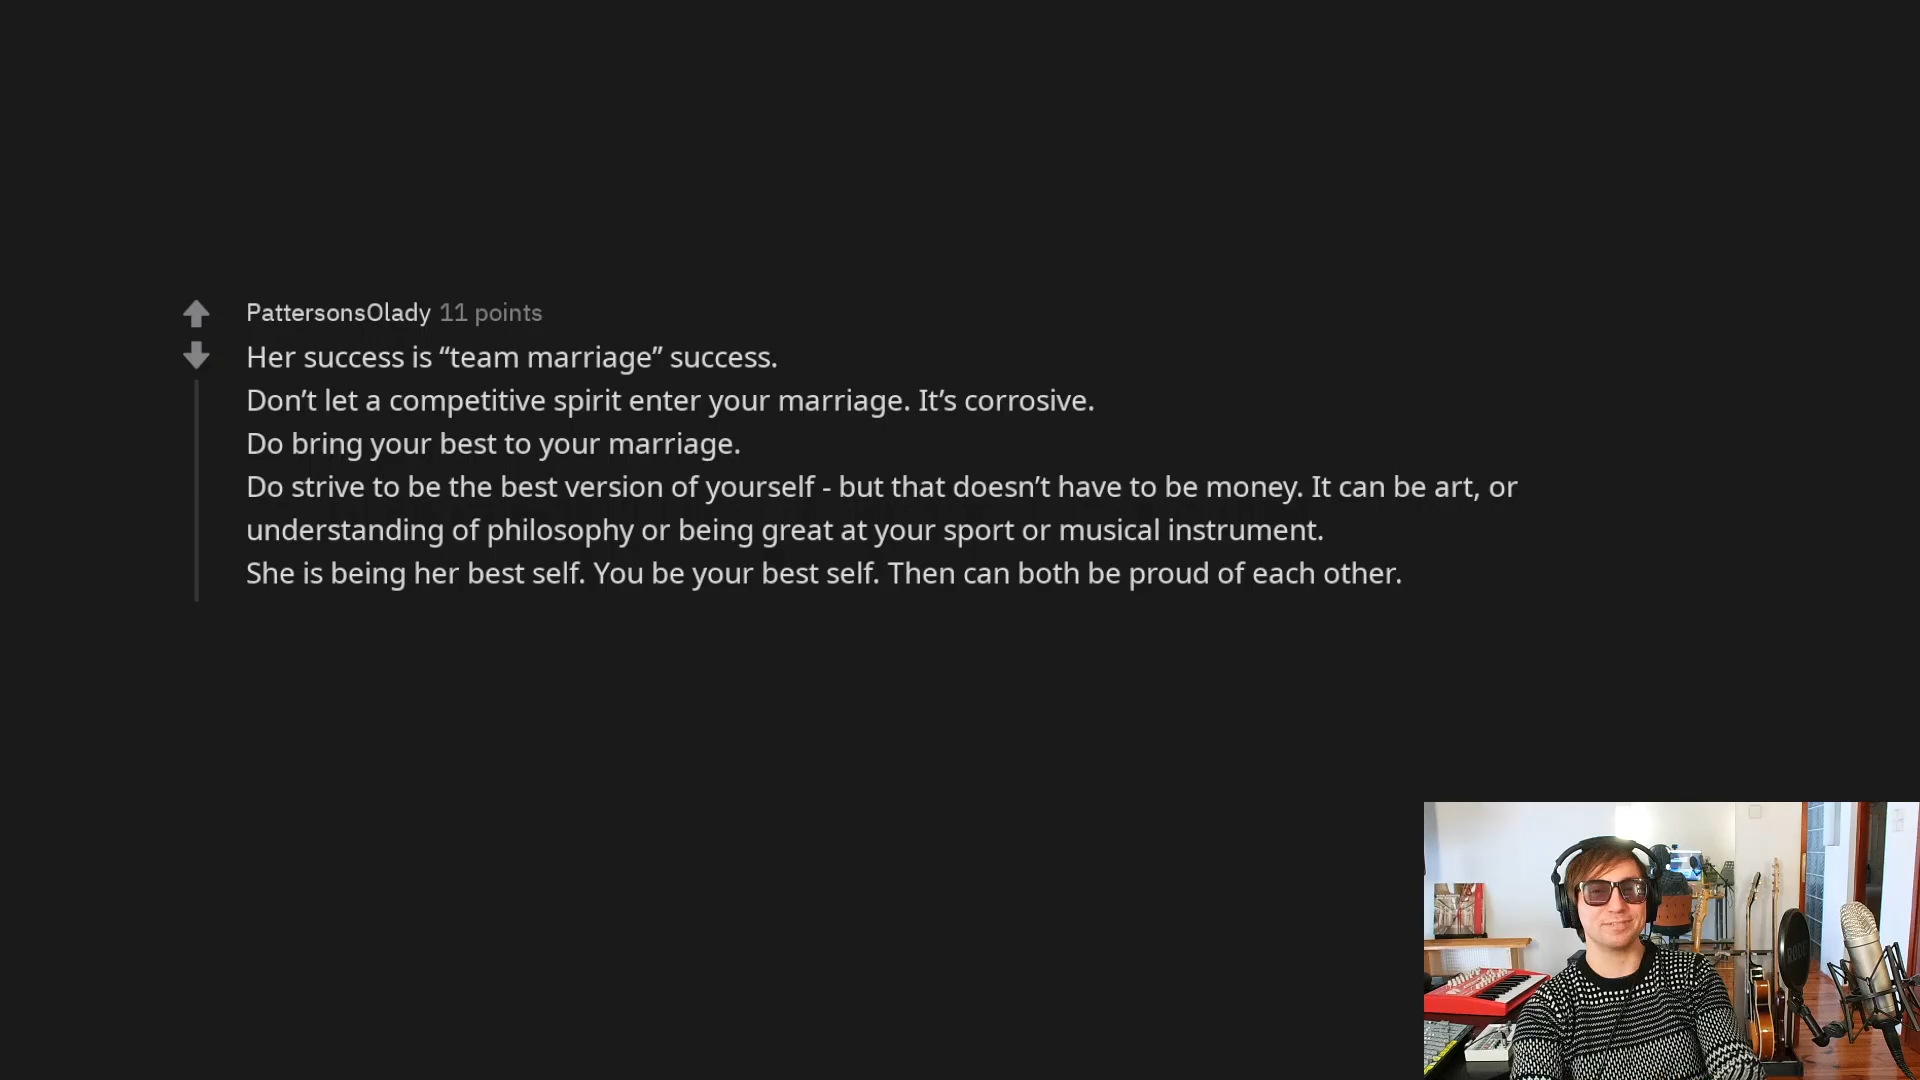 PattersonsOlady 11 points
Her success is “team marriage” success.
Don’t let a competitive spirit enter your marriage. It’s corrosive.
Do bring your best to your marriage.
Do strive to be the best version of yourself - but that doesn’t have to be money. It can be art, or
understanding of philosophy or being great at your sport or musical instrument.
She is being her best self. You be your best self. Then can both be proud of each other.
RODE